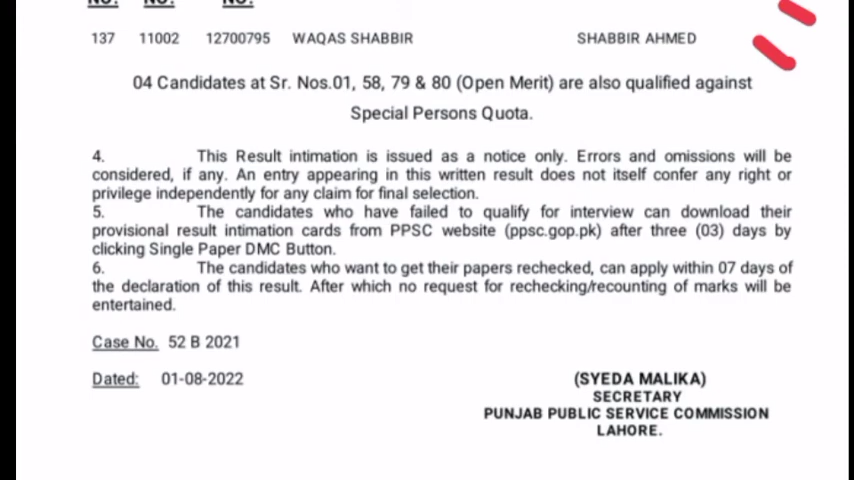 NO. NO. NO.
137 11002 12700795 WAQAS SHABBIR SHABBIR AHMED
04 Candidates at Sr. Nos.01, 58, 79 & 80 (Open Merit) are also qualified against
Special Persons Quota.
4. This Result intimation is issued as a notice only. Errors and omissions will be
considered, if any. An entry appearing in this written result does not itself confer any right or
privilege independently for any claim for final selection.
5. The candidates who have failed to qualify for interview can download their
provisional result intimation cards from PPSC website (ppsc.gop.pk) after three (03) days by
clicking Single Paper DMC Button.
6. The candidates who want to get their papers rechecked, can apply within 07 days of
the declaration of this result. After which no request for rechecking/recounting of marks will be
entertained.
Case No. 52 B 2021
Dated: 01-08-2022
(SYEDA MALIKA)
SECRETARY
PUNJAB PUBLIC SERVICE COMMISSION
LAHORE.